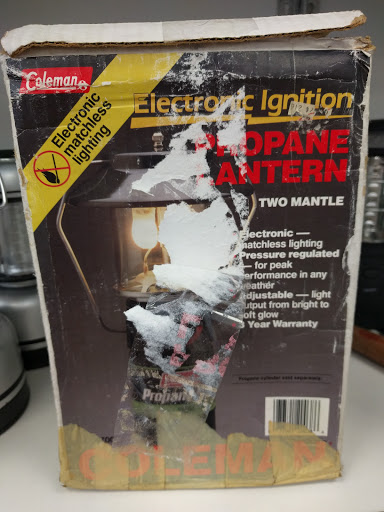 Coleman
Electronic
matchless
lighting
Electronic Ignition
PROPANE
LANTERN
TWO MANTLE
Electronic —
matchless lighting
Pressure regulated
— for peak
performance in any
weather
Adjustable — light
output from bright to
soft glow
Year Warranty
Propane cylinder sold separately.
Propane
COLEMAN